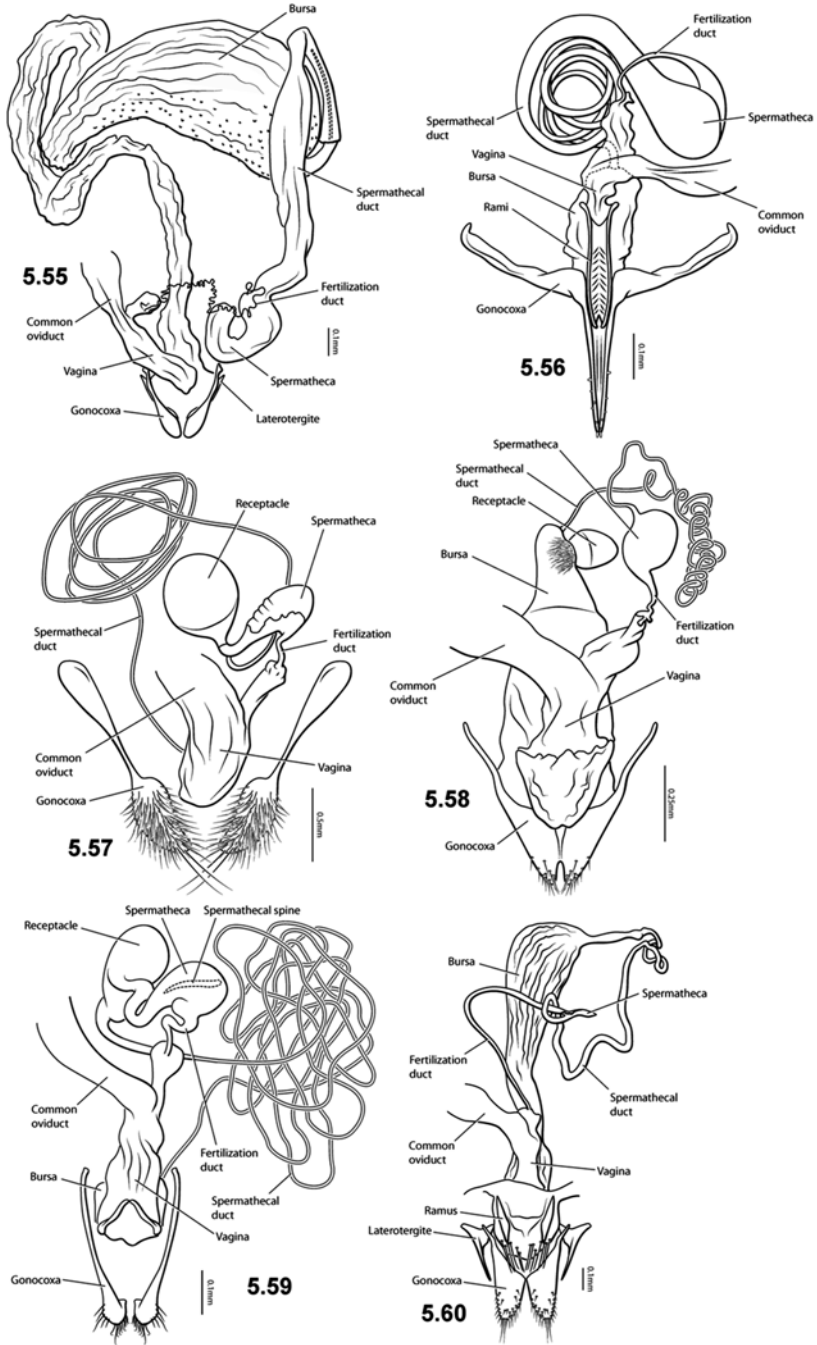 Bursa
Spermathecal
duct
Fertilization
duct
Common
oviduct
Vagina
Spermatheca
Gonocoxa
Laterotergite
0.1mm
5.55
Fertilization
duct
Spermathecal
duct
Spermatheca
Vagina
Bursa
Rami
Common
oviduct
Gonocoxa
0.1mm
5.56
Receptacle
Spermatheca
Spermathecal
duct
Fertilization
duct
Common
oviduct
Vagina
Gonocoxa
0.5mm
5.57
Spermatheca
Spermathecal
duct
Receptacle
Bursa
Fertilization
duct
Common
oviduct
Vagina
Gonocoxa
0.25mm
5.58
Spermatheca
Spermathecal spine
Receptacle
Common
oviduct
Fertilization
duct
Spermathecal
duct
Bursa
Vagina
Gonocoxa
0.1mm
5.59
Bursa
Spermatheca
Fertilization
duct
Spermathecal
duct
Common
oviduct
Vagina
Ramus
Laterotergite
Gonocoxa
0.1mm
5.60